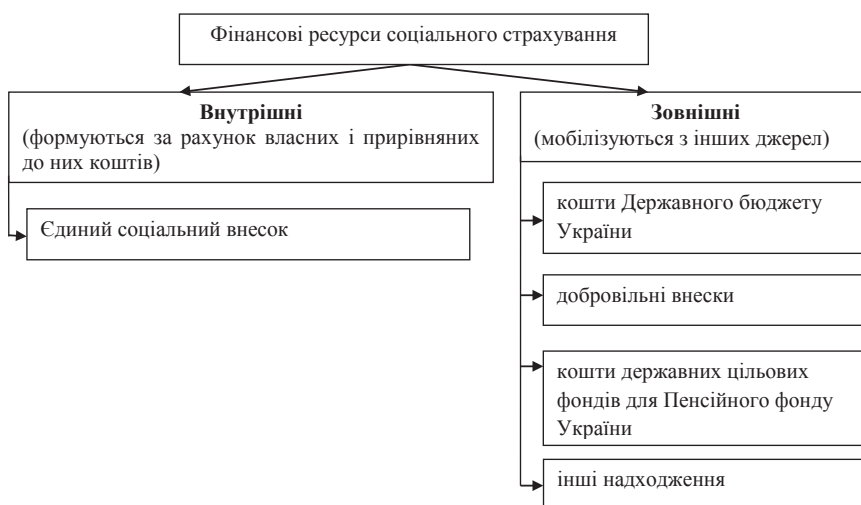 Фінансові ресурси соціального страхування
Внутрішні
(формуються за рахунок власних і прирівняних
до них коштів)
Єдиний соціальний внесок
Зовнішні
(мобілізуються з інших джерел)
кошти Державного бюджету
України
добровільні внески
кошти державних цільових
фондів для Пенсійного фонду
України
інші надходження